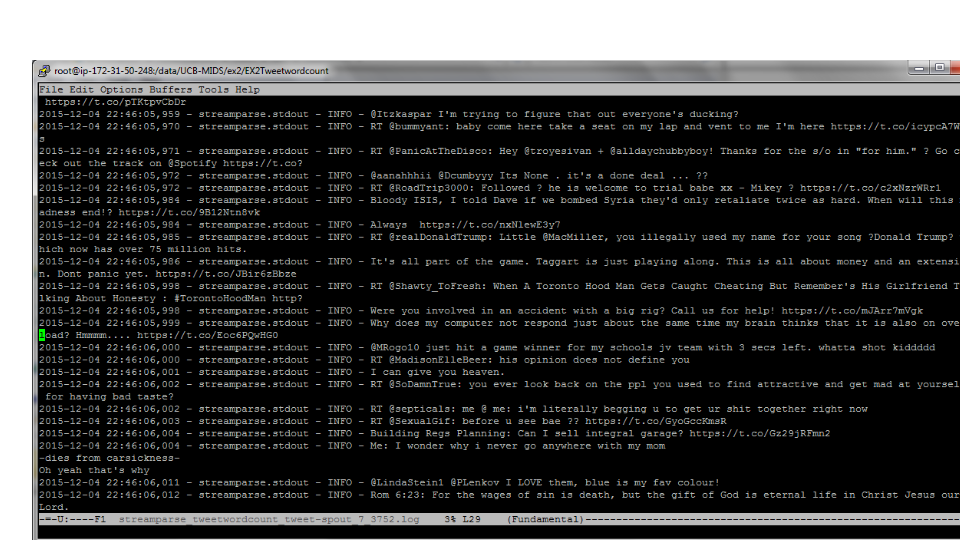 root@ip-172-31-50-248:/data/UCB-MIDS/ex2/EX2Tweetwordcount
File Edit Options Buffers Tools Help
https://t.co/pTKtpvCbDr
2015-12-04 22:46:05,959 - streamparse.stdout - INFO - @Itzkaspar I'm trying to figure that out everyone's ducking?
2015-12-04 22:46:05,970 - streamparse.stdout - INFO - RT @bummyant: baby come here take a seat on my lap and vent to me I'm here https://t.co/icypcA7W
s
2015-12-04 22:46:05,971 - streamparse.stdout - INFO - RT @PanicAtTheDisco: Hey @troyesivan + @alldaychubbyboy! Thanks for the s/o in "for him." ? Go c
eck out the track on @Spotify https://t.co?
2015-12-04 22:46:05,972 - streamparse.stdout - INFO - @aanahhhii @Dcumbyyy Its None . it's a done deal ... ??
2015-12-04 22:46:05,972 - streamparse.stdout - INFO - RT @RoadTrip3000: Followed ? he is welcome to trial babe xx - Mikey ? https://t.co/c2xNzrWRr1
2015-12-04 22:46:05,984 - streamparse.stdout - INFO - Bloody ISIS, I told Dave if we bombed Syria they'd only retaliate twice as hard. When will this
adness end!? https://t.co/9B12Ntn8vk
2015-12-04 22:46:05,984 - streamparse.stdout - INFO - Always  https://t.co/nxNlewE3y7
2015-12-04 22:46:05,985 - streamparse.stdout - INFO - RT @realDonaldTrump: Little @MacMiller, you illegally used my name for your song ?Donald Trump?
hich now has over 75 million hits.
2015-12-04 22:46:05,986 - streamparse.stdout - INFO - It's all part of the game. Taggart is just playing along. This is all about money and an extensi
n. Dont panic yet. https://t.co/JBir6zBbze
2015-12-04 22:46:05,998 - streamparse.stdout - INFO - RT @Shawty_ToFresh: When A Toronto Hood Man Gets Caught Cheating But Remember's His Girlfriend T
lking About Honesty : #TorontoHoodMan http?
2015-12-04 22:46:05,998 - streamparse.stdout - INFO - Were you involved in an accident with a big rig? Call us for help! https://t.co/mJArr7mVgk
2015-12-04 22:46:05,999 - streamparse.stdout - INFO - Why does my computer not respond just about the same time my brain thinks that it is also on ove
load? Hmmmm.... https://t.co/Eoc6PQwHG0
2015-12-04 22:46:06,000 - streamparse.stdout - INFO - @MRogo10 just hit a game winner for my schools jv team with 3 secs left. whatta shot kiddddd
2015-12-04 22:46:06,000 - streamparse.stdout - INFO - RT @MadisonElleBeer: his opinion does not define you
2015-12-04 22:46:06,001 - streamparse.stdout - INFO - I can give you heaven.
2015-12-04 22:46:06,002 - streamparse.stdout - INFO - RT @SoDamnTrue: you ever look back on the ppl you used to find attractive and get mad at yoursel
for having bad taste?
2015-12-04 22:46:06,002 - streamparse.stdout - INFO - RT @septicals: me @ me: i'm literally begging u to get ur shit together right now
2015-12-04 22:46:06,003 - streamparse.stdout - INFO - RT @SexualGif: before u see bae ?? https://t.co/GyoGccKmsR
2015-12-04 22:46:06,004 - streamparse.stdout - INFO - Building Regs Planning: Can I sell integral garage? https://t.co/Gz29jRFmn2
2015-12-04 22:46:06,004 - streamparse.stdout - INFO - Me: I wonder why i never go anywhere with my mom
-dies from carsickness-
Oh yeah that's why
2015-12-04 22:46:06,011 - streamparse.stdout - INFO - @LindaStein1 @PLenkov I LOVE them, blue is my fav colour!
2015-12-04 22:46:06,012 - streamparse.stdout - INFO - Rom 6:23: For the wages of sin is death, but the gift of God is eternal life in Christ Jesus our
Lord.
-=-U:----F1  streamparse_tweetwordcount_tweet-spout_7_3752.log   3% L29    (Fundamental)---